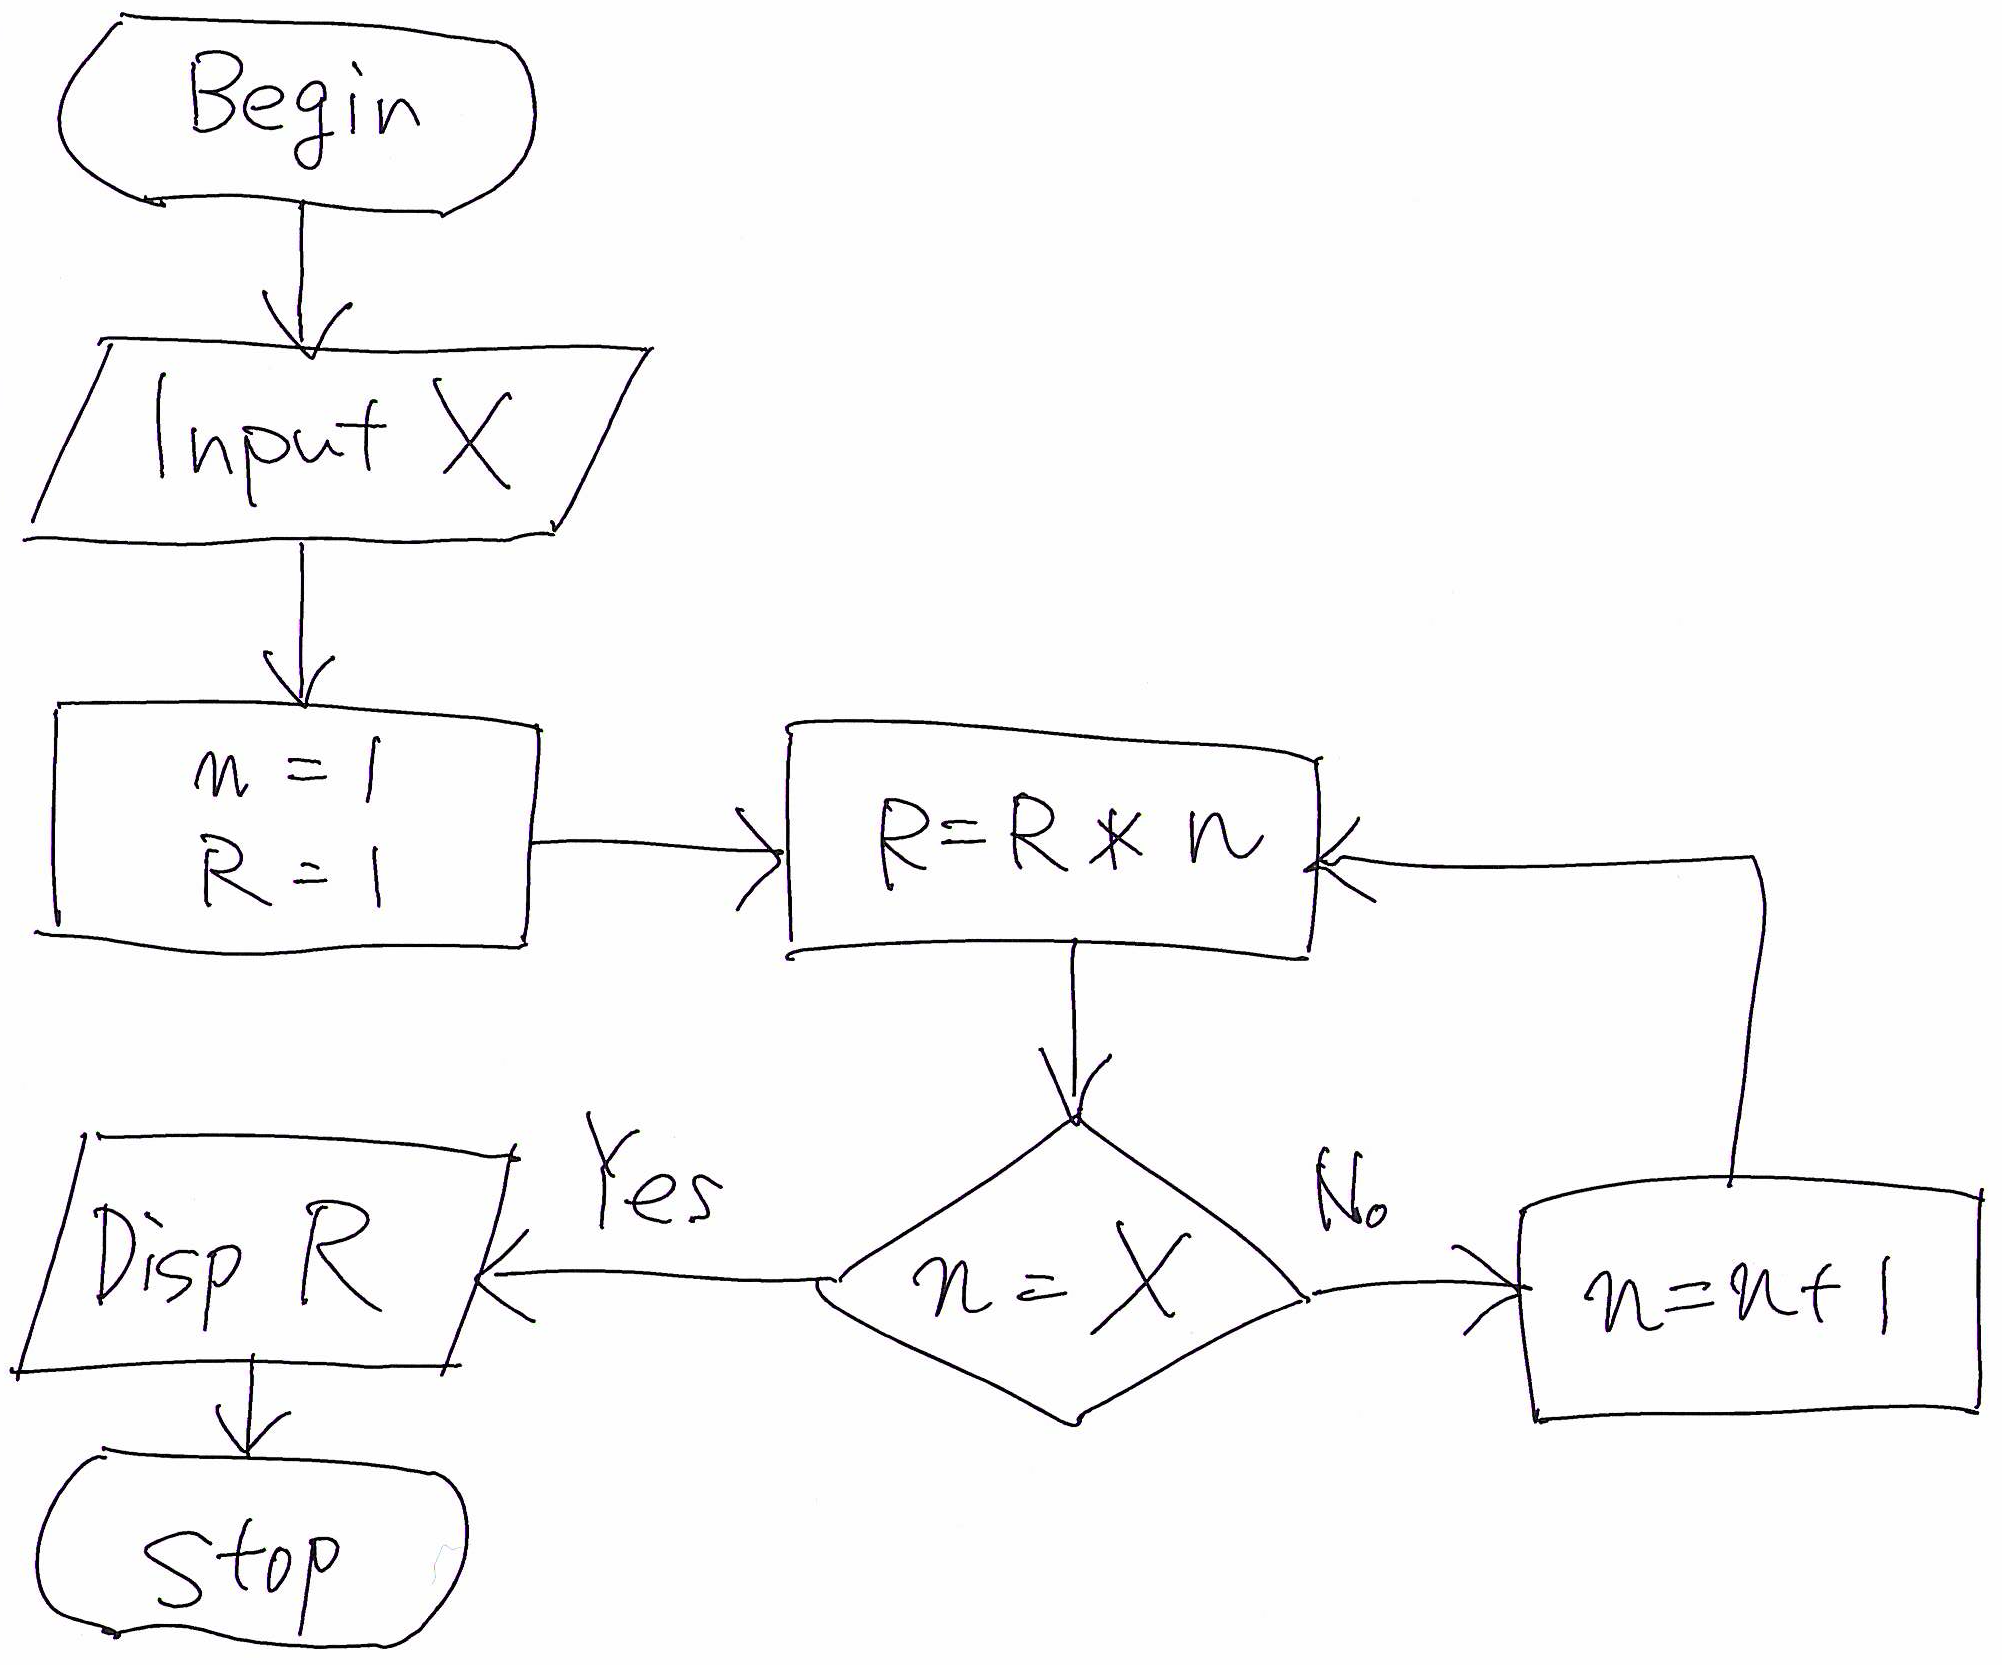 Begin
Input X
n = 1
R = 1
R = R * n
n = X
Yes
No
n = n + 1
Disp R
Stop